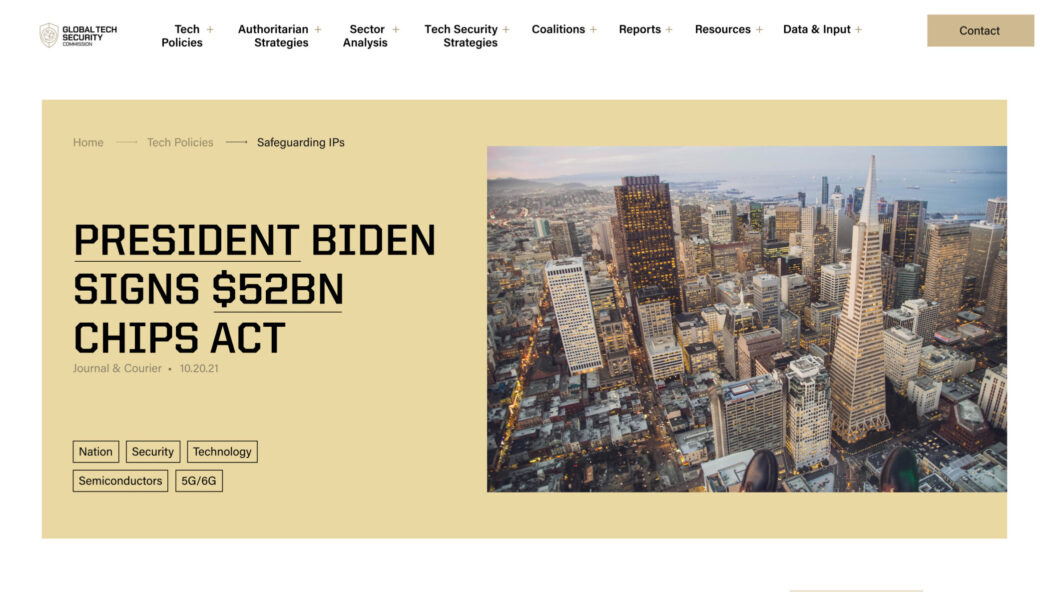 GLOBAL TECH
SECURITY
COMMISSION
Tech Policies
Authoritarian Strategies
Sector Analysis
Tech Security Strategies
Coalitions
Reports
Resources
Data & Input
Contact
Home
Tech Policies
Safeguarding IPs
PRESIDENT BIDEN
SIGNS $52BN
CHIPS ACT
Journal & Courier • 10.20.21
Nation Security Technology
Semiconductors 5G/6G